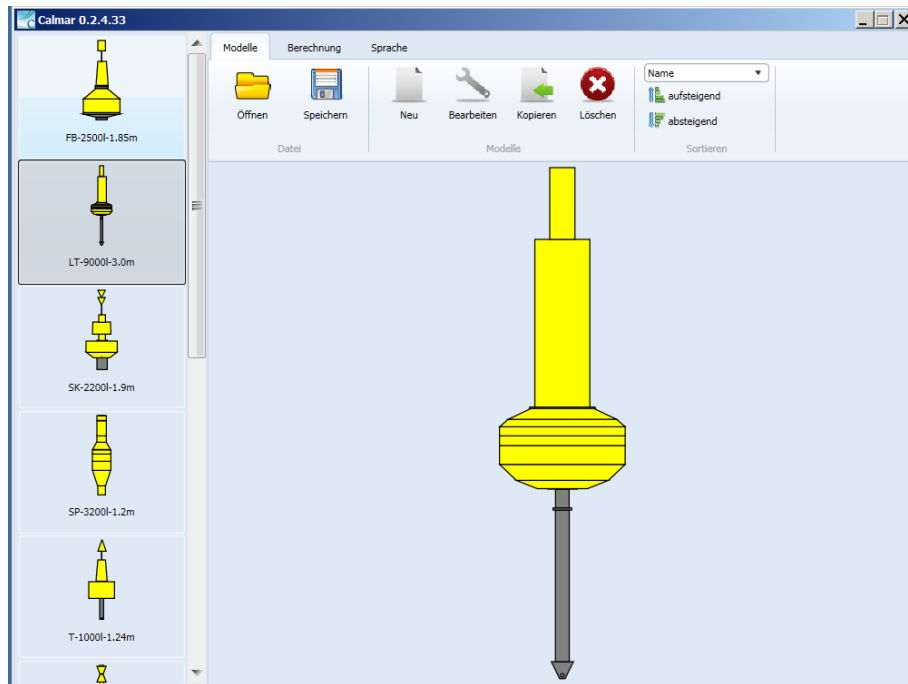 Calmar 0.2.4.33
Modelle Berechnung Sprache
Öffnen Speichern
Datei
Neu Bearbeiten Kopieren Löschen
Modelle
Name
aufsteigend
absteigend
Sortieren
FB-2500l-1.85m
LT-9000l-3.0m
SK-2200l-1.9m
SP-3200l-1.2m
T-1000l-1.24m